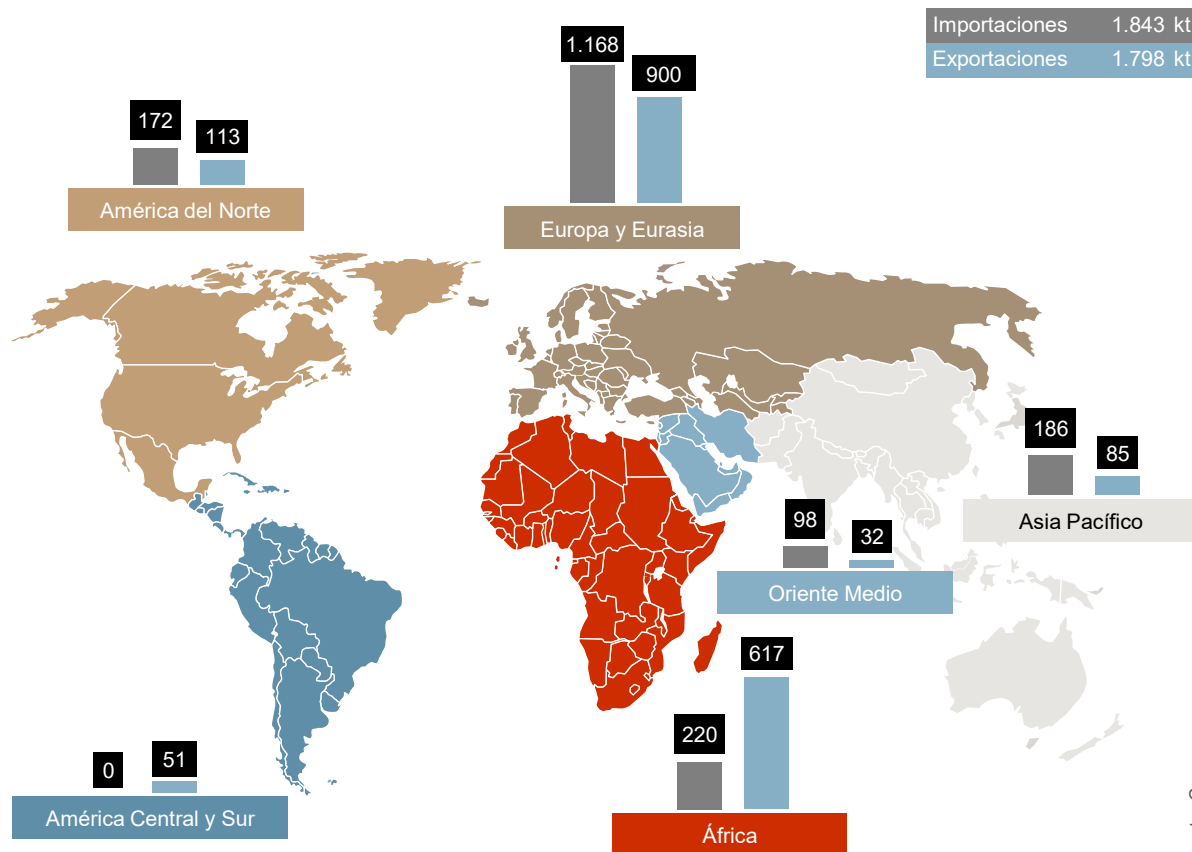 Importaciones 1.843 kt
Exportaciones 1.798 kt
1.168
900
172
113
América del Norte
Europa y Eurasia
186
85
Asia Pacífico
98
32
Oriente Medio
617
220
0
51
América Central y Sur
África